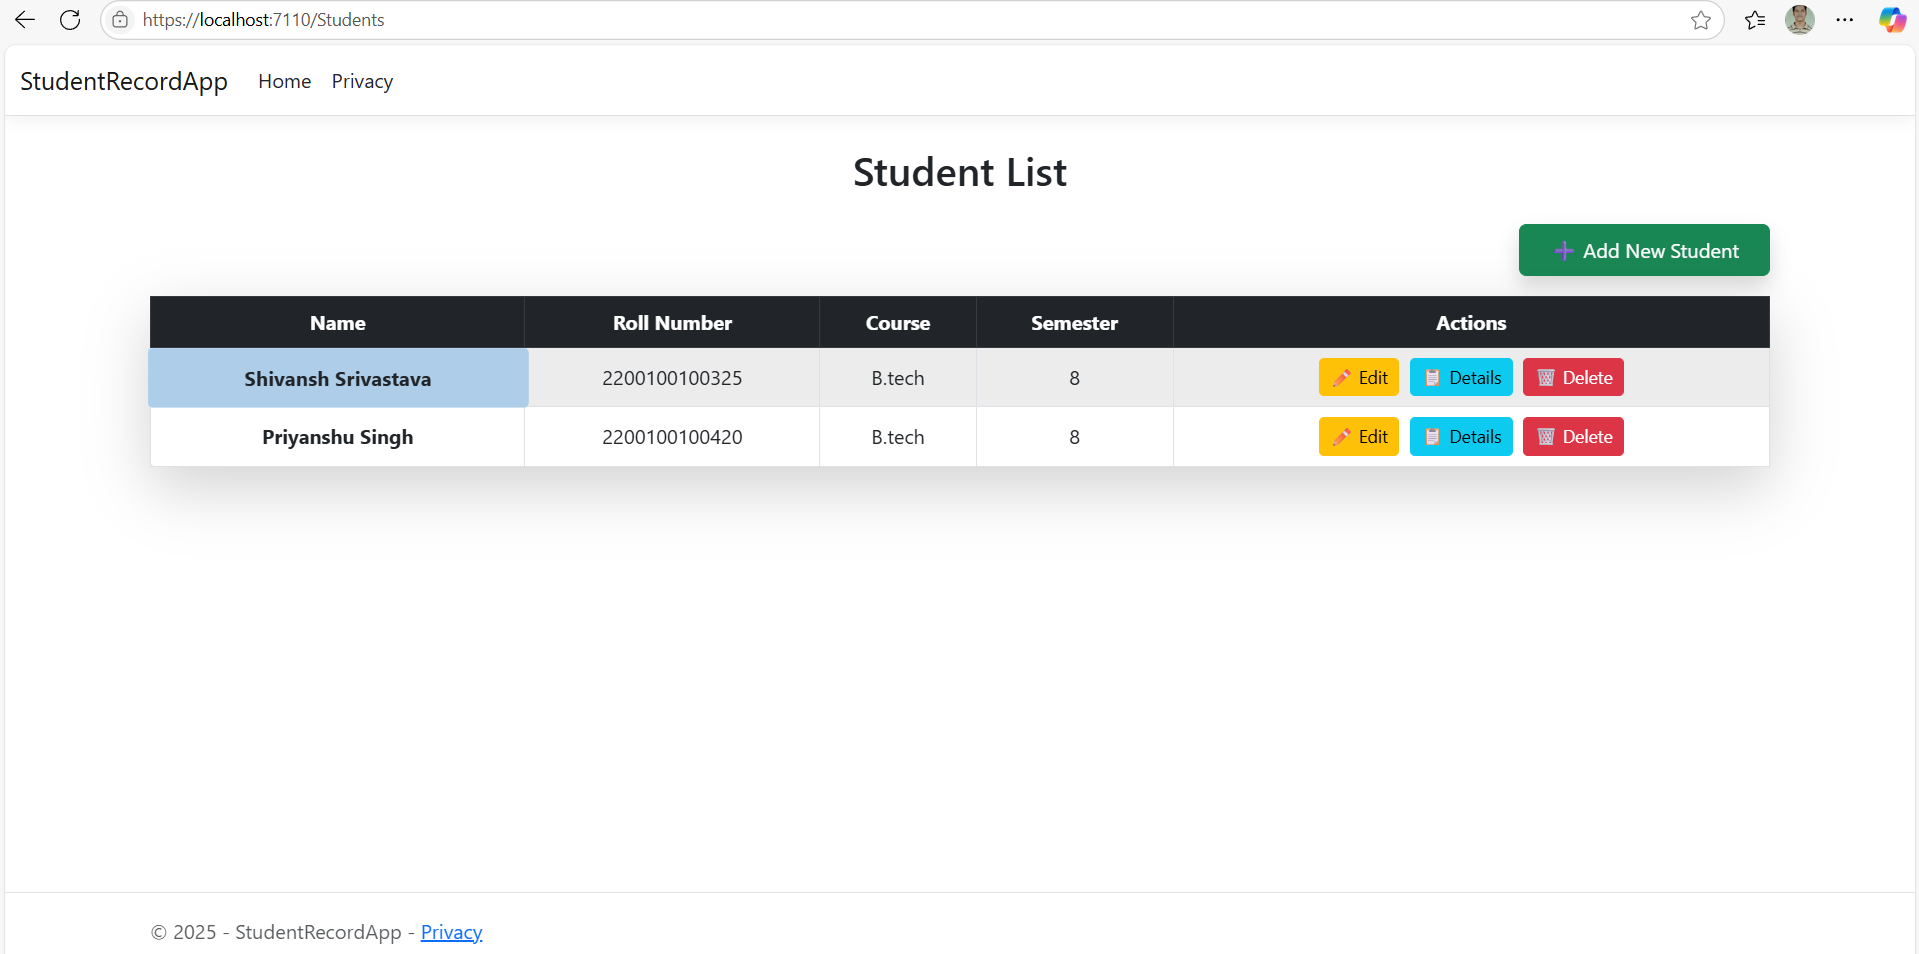 https://localhost:7110/Students
StudentRecordApp Home Privacy
Student List
➕ Add New Student
Name Roll Number Course Semester Actions
Shivansh Srivastava 2200100100325 B.tech 8 ✏️ Edit 📋 Details 🗑️ Delete
Priyanshu Singh 2200100100420 B.tech 8 ✏️ Edit 📋 Details 🗑️ Delete
© 2025 - StudentRecordApp - Privacy